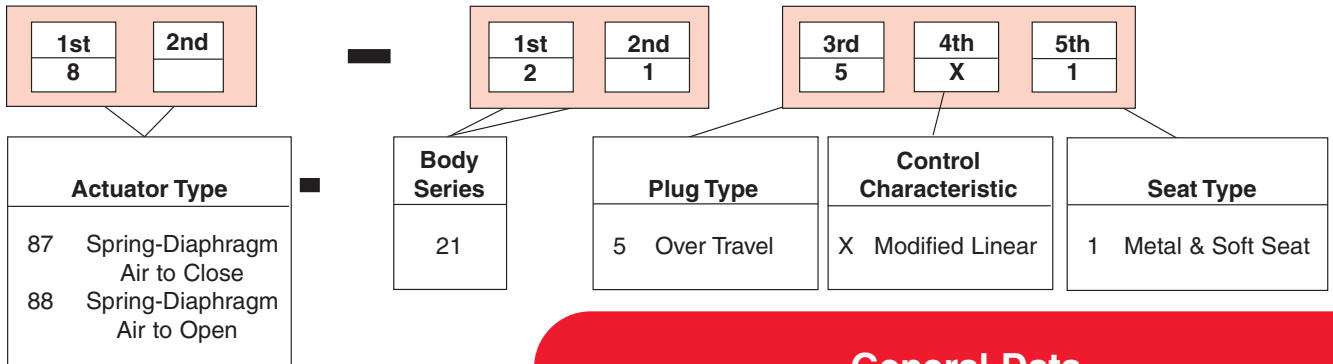 1st 2nd 1st 2nd 3rd 4th 5th
8 2 1 5 X 1
Actuator Type
87 Spring-Diaphragm
Air to Close
88 Spring-Diaphragm
Air to Open
Body
Series
21
Plug Type
5 Over Travel
Control
Characteristic
X Modified Linear
Seat Type
1 Metal & Soft Seat
General Data